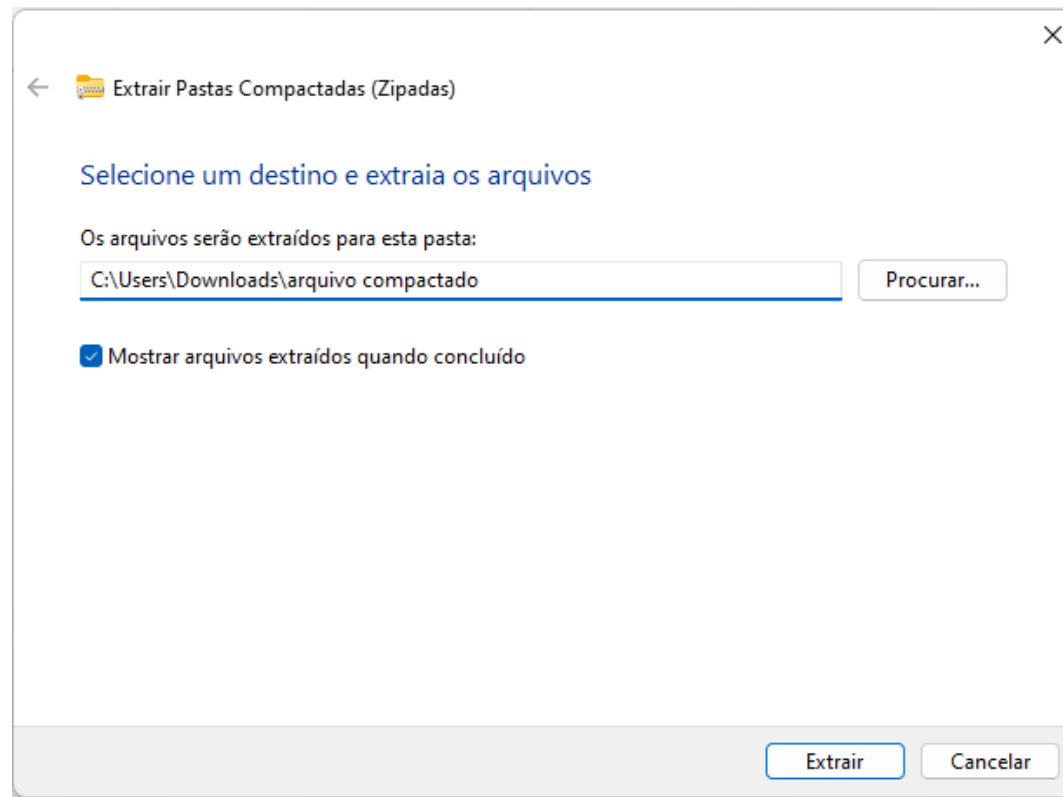 Extrair Pastas Compactadas (Zipadas)
Selecione um destino e extraia os arquivos
Os arquivos serão extraídos para esta pasta:
C:\Users\Downloads\arquivo compactado
Procurar...
Mostrar arquivos extraídos quando concluído
Extrair
Cancelar